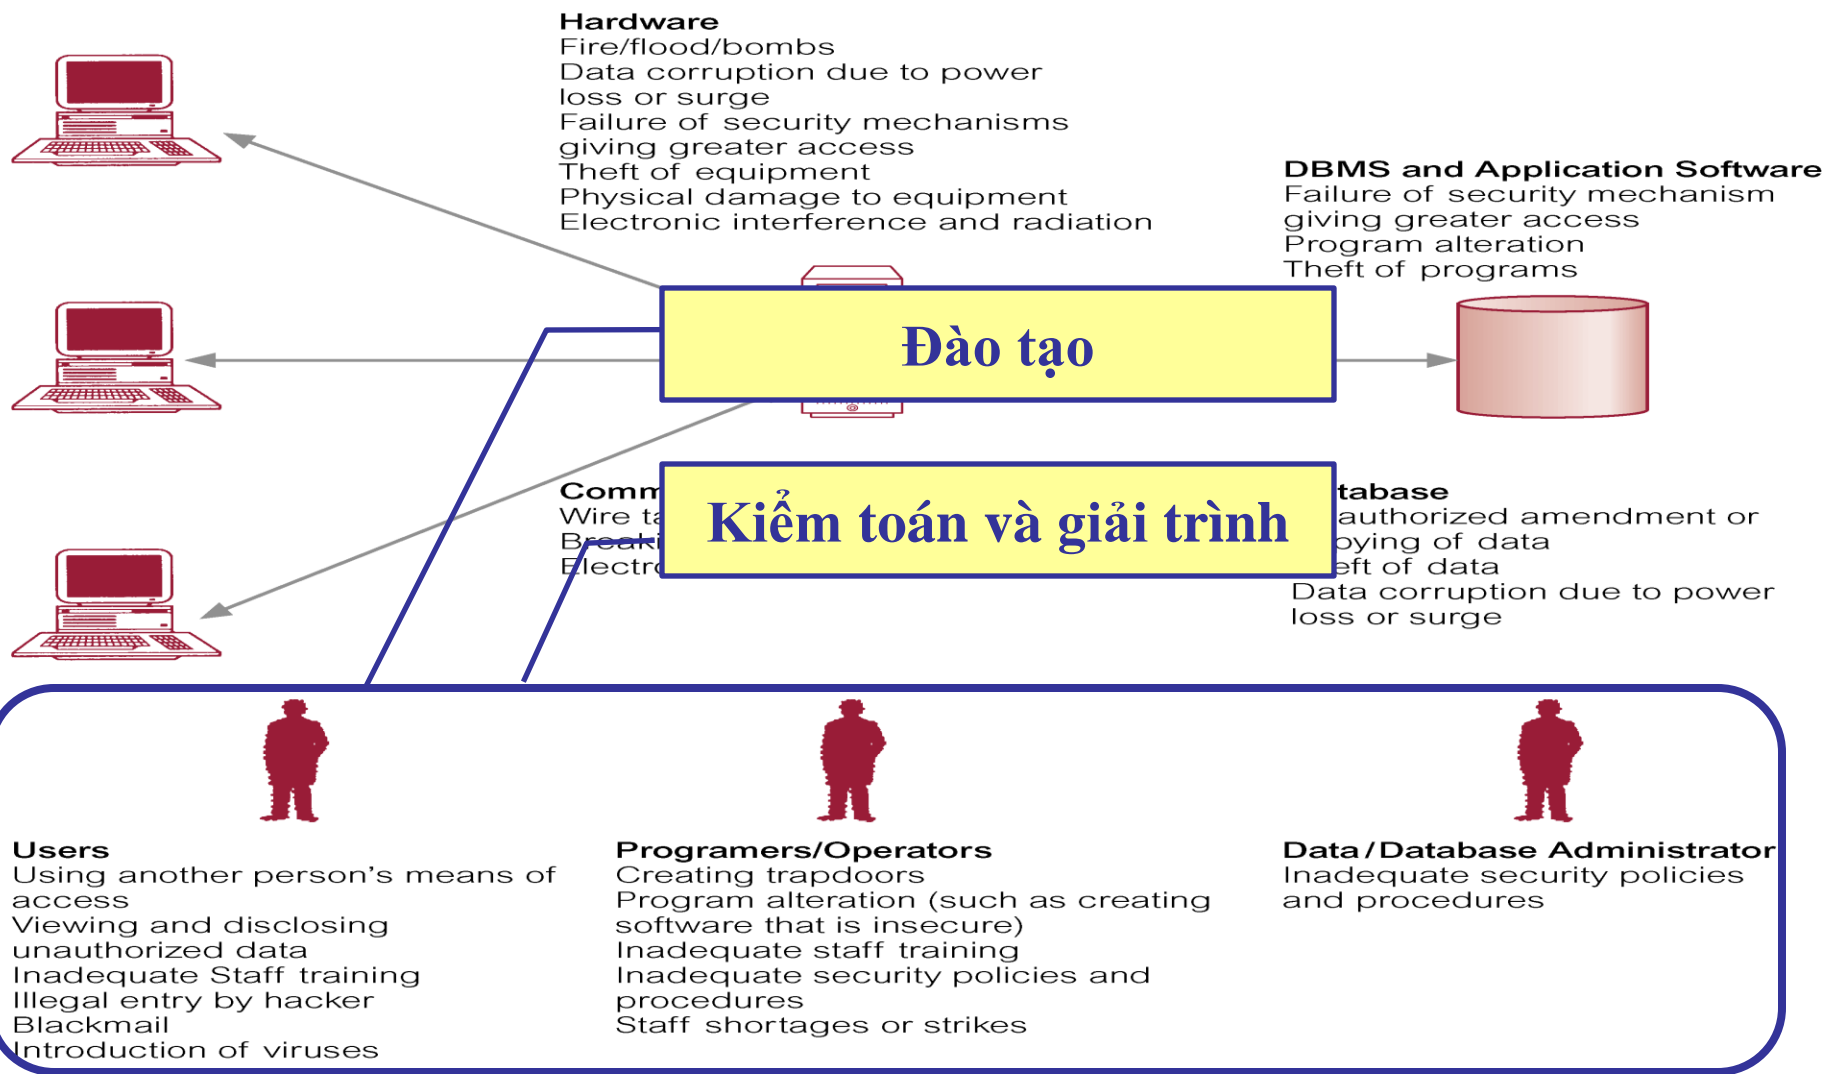 Hardware
Fire/flood/bombs
Data corruption due to power
loss or surge
Failure of security mechanisms
giving greater access
Theft of equipment
Physical damage to equipment
Electronic interference and radiation
DBMS and Application Software
Failure of security mechanism
giving greater access
Program alteration
Theft of programs
Đào tạo
Kiểm toán và giải trình
Wire
amendment or
of data
of data
Data corruption due to power
loss or surge
Users
Using another person's means of
access
Viewing and disclosing
unauthorized data
Inadequate Staff training
Illegal entry by hacker
Blackmail
Introduction of viruses
Programers/Operators
Creating trapdoors
Program alteration (such as creating
software that is insecure)
Inadequate staff training
Inadequate security policies and
procedures
Staff shortages or strikes
Data/Database Administrator
Inadequate security policies
and procedures